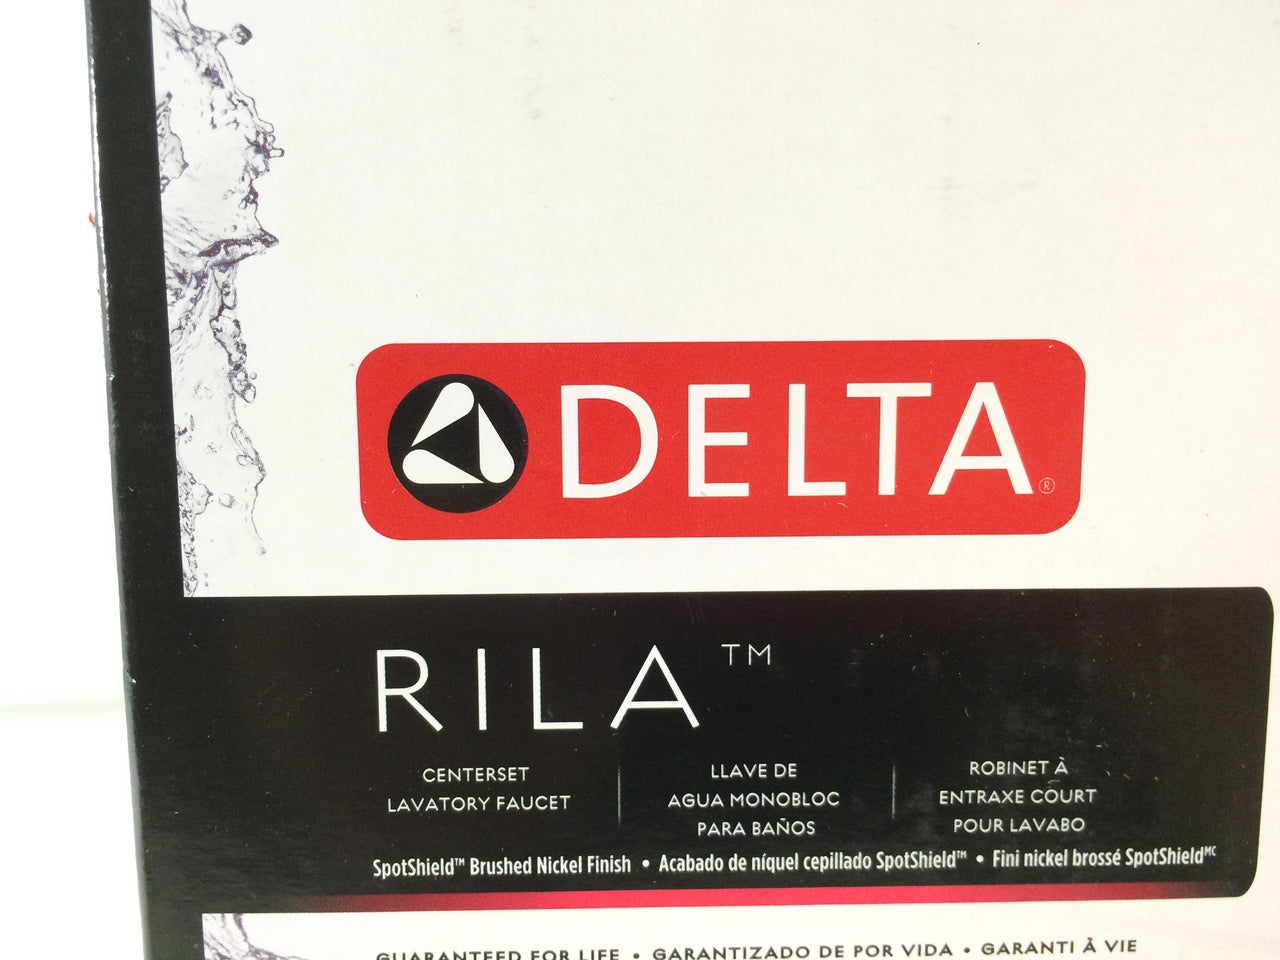 DELTA®
RILA™
CENTERSET
LAVATORY FAUCET
LLAVE DE
AGUA MONOBLOC
PARA BAÑOS
ROBINET À
ENTRAXE COURT
POUR LAVABO
SpotShield™ Brushed Nickel Finish • Acabado de níquel cepillado SpotShield™ • Fini nickel brossé SpotShieldMC
GUARANTEED FOR LIFE • GARANTIZADO DE POR VIDA • GARANTI À VIE